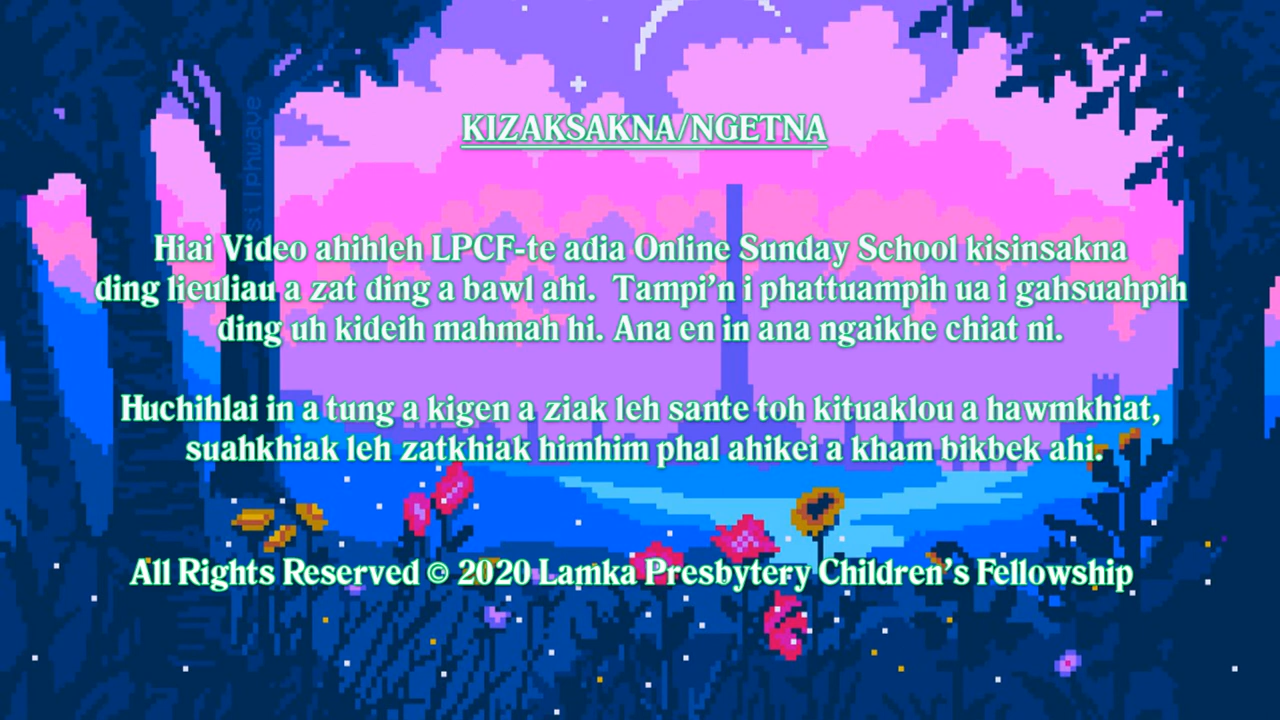 silphwave
KIZAKSAKNA/NGETNA
Hiai Video ahihleh LPCF-te adia Online Sunday School kisinsakna
ding lieuliau a zat ding a bawl ahi. Tampi’n i phattuampih ua i gahsuahpih
ding uh kideih mahmah hi. Ana en in ana ngaikhe chiat ni.
Huchihlai in a tung a kigen a ziak leh sante toh kituaklou a hawmkhiat,
suahkhiak leh zatkhiak himhim phal ahikei a kham bikbek ahi.
All Rights Reserved © 2020 Lamka Presbytery Children’s Fellowship